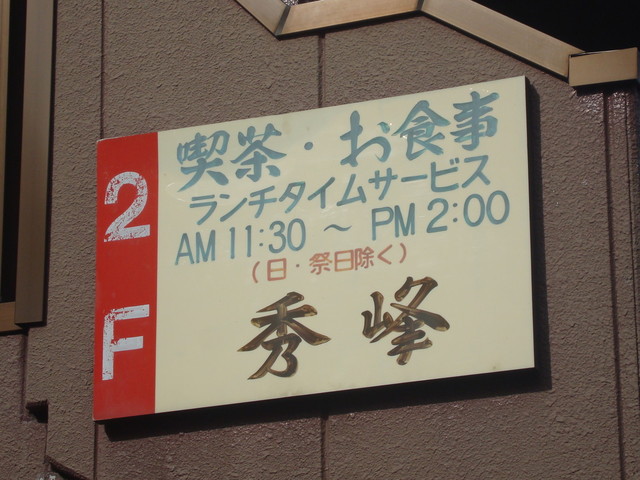 2F
喫茶・お食事
ランチタイムサービス
AM 11:30 ～ PM 2:00
(日・祭日除く)
秀峰